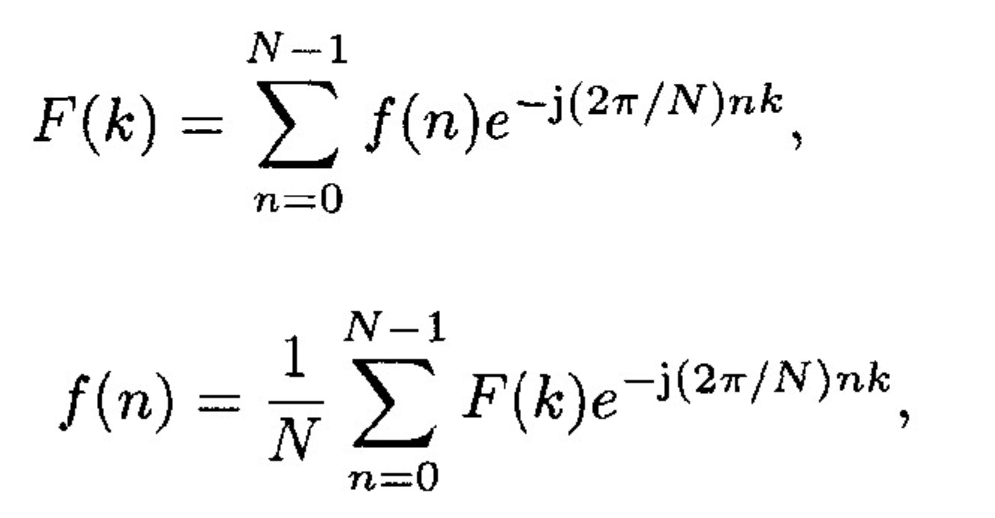 F(k) = \sum_{n=0}^{N-1} f(n)e^{-j(2\pi/N)nk},
f(n) = \frac{1}{N} \sum_{n=0}^{N-1} F(k)e^{-j(2\pi/N)nk},